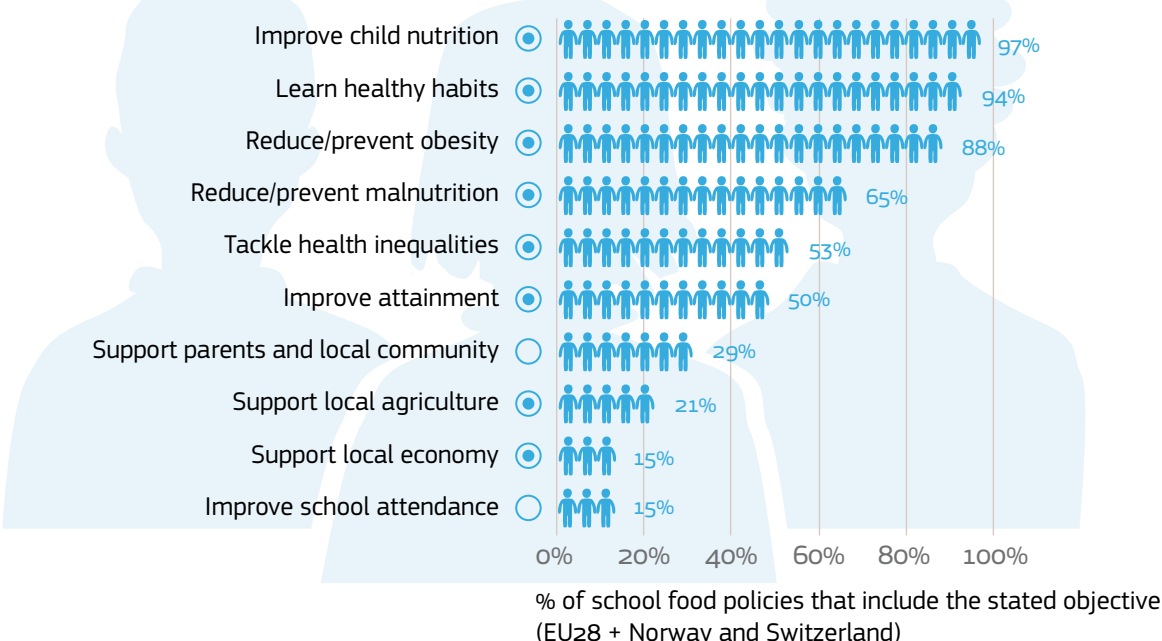 Improve child nutrition 97%
Learn healthy habits 94%
Reduce/prevent obesity 88%
Reduce/prevent malnutrition 65%
Tackle health inequalities 53%
Improve attainment 50%
Support parents and local community 29%
Support local agriculture 21%
Support local economy 15%
Improve school attendance 15%
0% 20% 40% 60% 80% 100%
% of school food policies that include the stated objective
(EU28 + Norway and Switzerland)